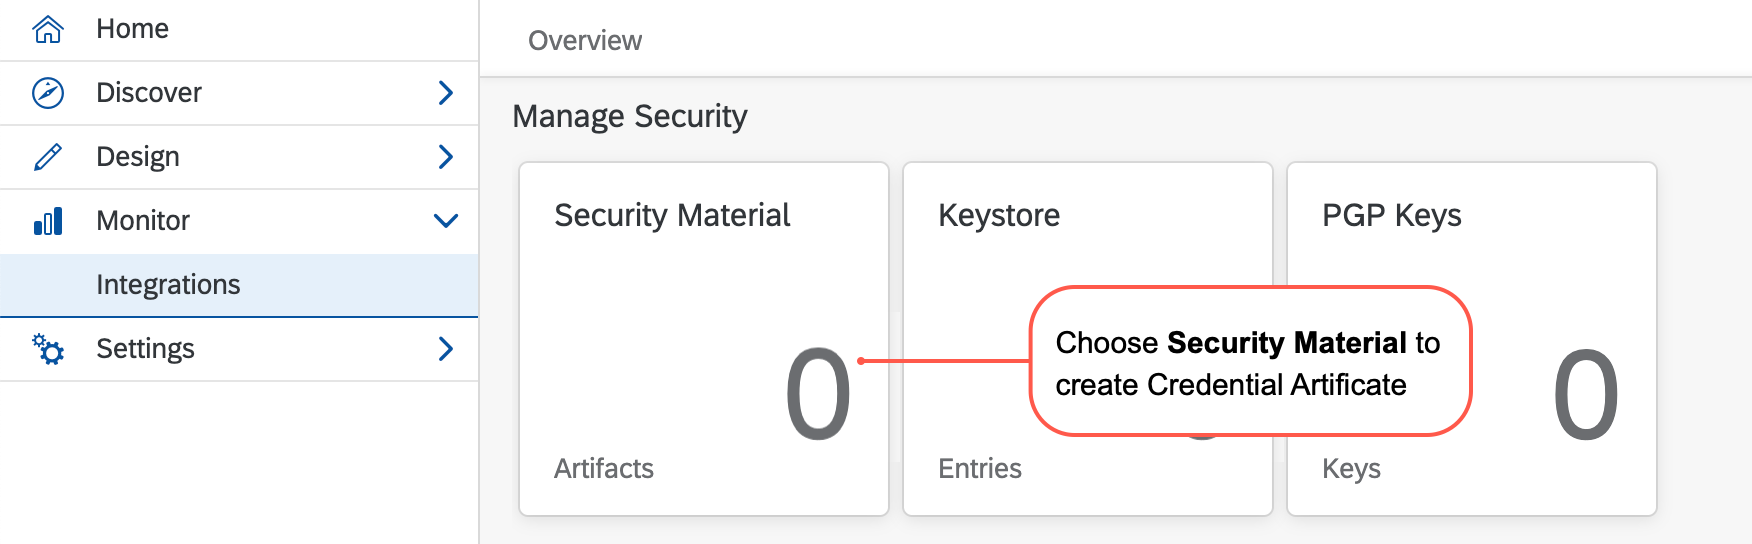 Home
Discover
Design
Monitor
Integrations
Settings
Overview
Manage Security
Security Material
0
Artifacts
Keystore
Entries
PGP Keys
0
Keys
Choose Security Material to
create Credential Artificate